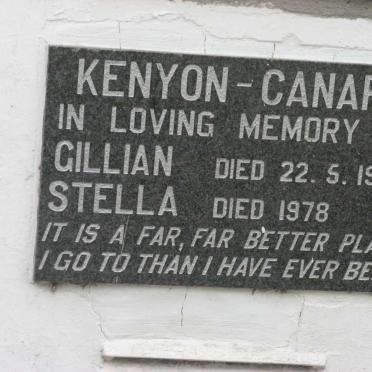 KENYON - CANAR
IN LOVING MEMORY
GILLIAN DIED 22. 5. 19
STELLA DIED 1978
IT IS A FAR, FAR BETTER PLA
I GO TO THAN I HAVE EVER BE